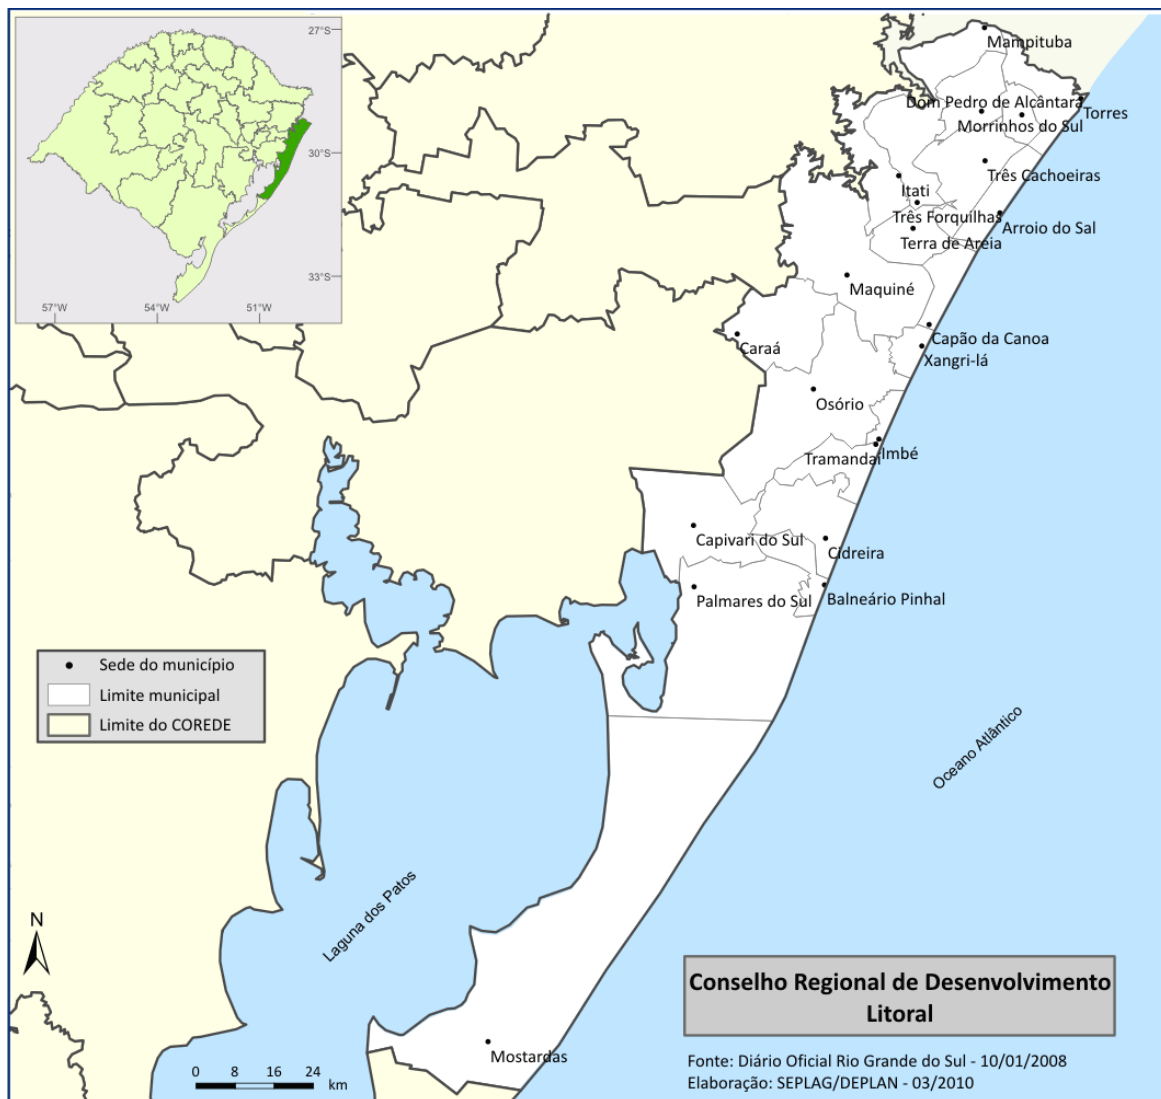 27°S
30°S
33°S
57°W
54°W
51°W
Mampituba
Dom Pedro de Alcântara
Torres
Morrinhos do Sul
Três Cachoeiras
Itati
Três Forquilhas
Arroio do Sal
Terra de Areia
Maquiné
Capão da Canoa
Caraá
Xangri-lá
Osório
Imbé
Tramandaí
Capivari do Sul
Cidreira
Palmares do Sul
Balneário Pinhal
Sede do município
Limite municipal
Limite do COREDE
Oceano Atlântico
Laguna dos Patos
N
Conselho Regional de Desenvolvimento
Litoral
Mostardas
0 8 16 24
km
Fonte: Diário Oficial Rio Grande do Sul - 10/01/2008
Elaboração: SEPLAG/DEPLAN - 03/2010